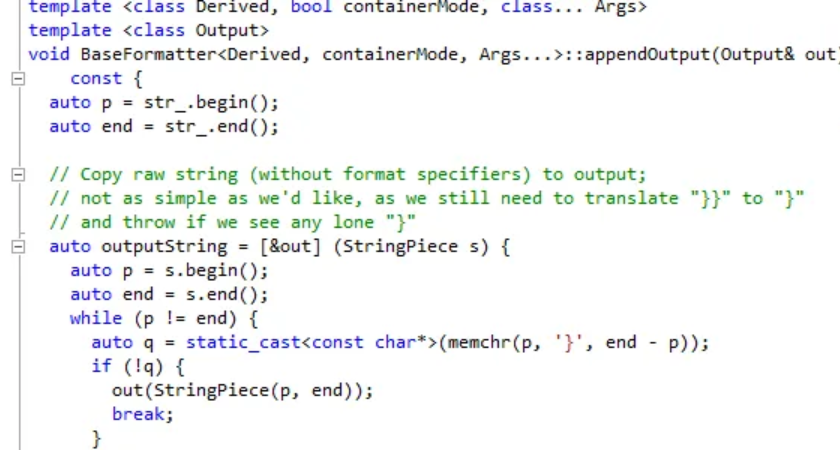 template <class Derived, bool containerMode, class... Args>
template <class Output>
void BaseFormatter<Derived, containerMode, Args...>::appendOutput(Output& out)
const {
auto p = str_.begin();
auto end = str_.end();
// Copy raw string (without format specifiers) to output;
// not as simple as we'd like, as we still need to translate "}}" to "}"
// and throw if we see any lone "}"
auto outputString = [&out] (StringPiece s) {
auto p = s.begin();
auto end = s.end();
while (p != end) {
auto q = static_cast<const char*>(memchr(p, '}', end - p));
if (!q) {
out(StringPiece(p, end));
break;
}